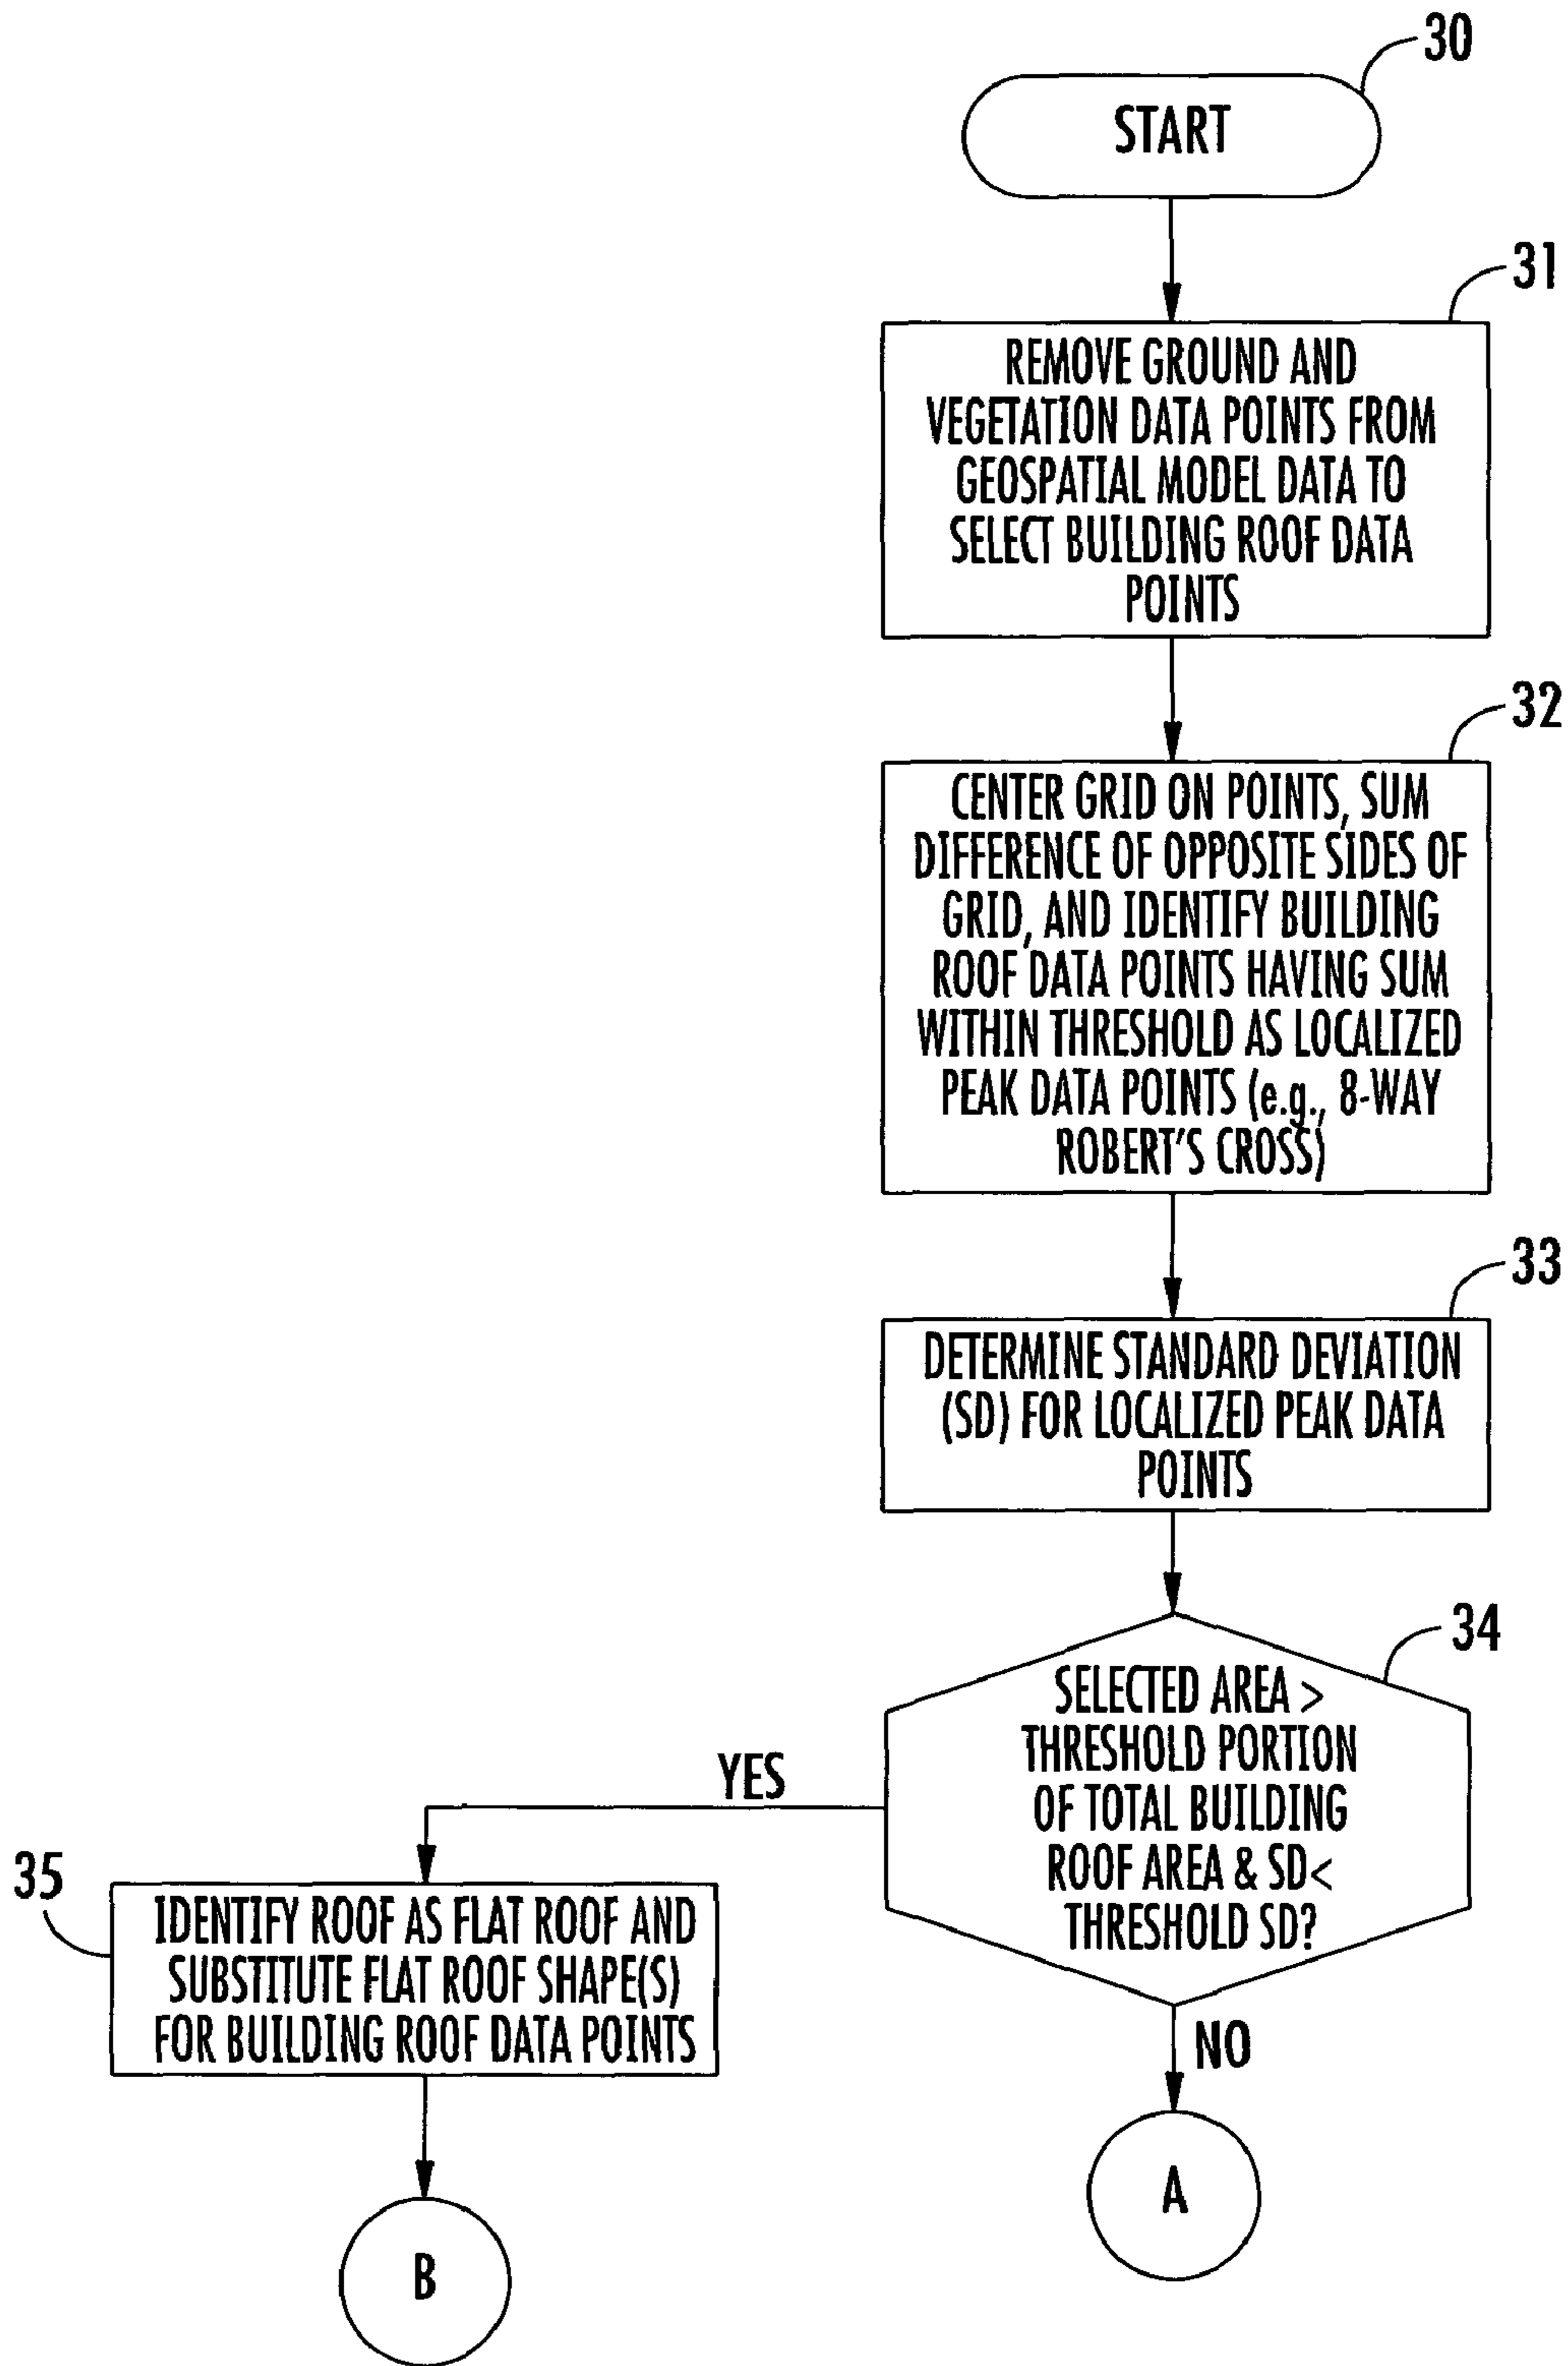 30
START
31
REMOVE GROUND AND
VEGETATION DATA POINTS FROM
GEOSPATIAL MODEL DATA TO
SELECT BUILDING ROOF DATA
POINTS
32
CENTER GRID ON POINTS, SUM
DIFFERENCE OF OPPOSITE SIDES OF
GRID, AND IDENTIFY BUILDING
ROOF DATA POINTS HAVING SUM
WITHIN THRESHOLD AS LOCALIZED
PEAK DATA POINTS (e.g., 8-WAY
ROBERT'S CROSS)
33
DETERMINE STANDARD DEVIATION
(SD) FOR LOCALIZED PEAK DATA
POINTS
34
SELECTED AREA >
THRESHOLD PORTION
OF TOTAL BUILDING
ROOF AREA & SD<
THRESHOLD SD?
YES
35
IDENTIFY ROOF AS FLAT ROOF AND
SUBSTITUTE FLAT ROOF SHAPE(S)
FOR BUILDING ROOF DATA POINTS
NO
A
B